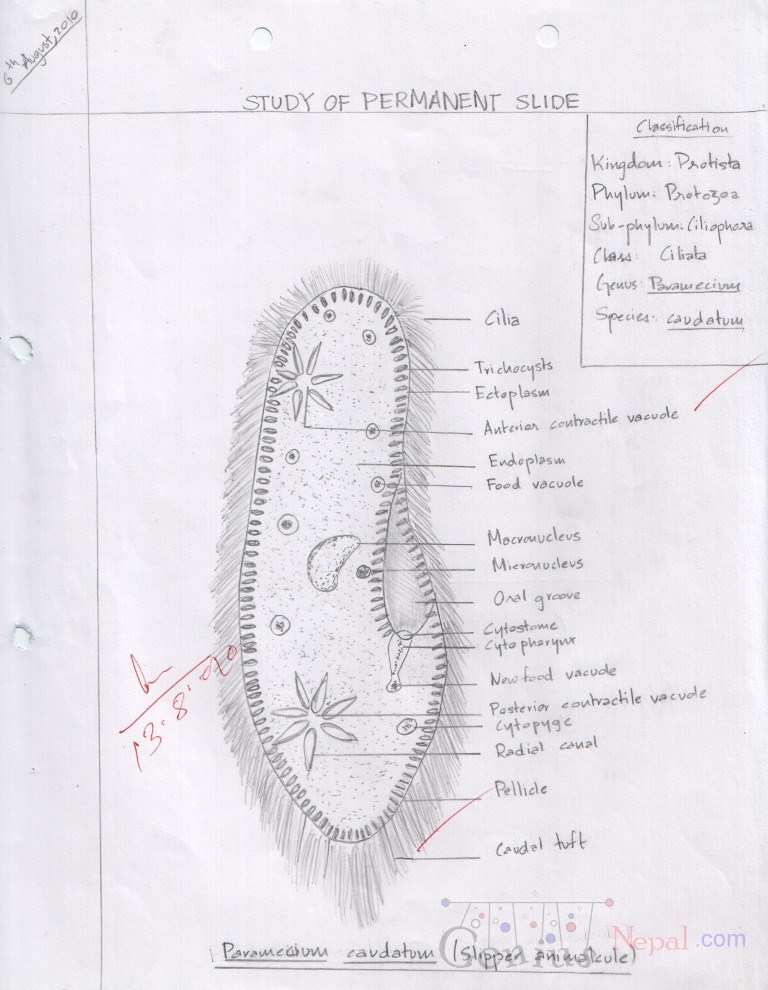 6th August, 2010
STUDY OF PERMANENT SLIDE
Classification
Kingdom: Protista
Phylum: Protozoa
Sub-phylum: Ciliophora
Class: Ciliata
Genus: Paramecium
Species: caudatum
Cilia
Trichocysts
Ectoplasm
Anterior contractile vacuole
Endoplasm
Food vacuole
Macronucleus
Micronucleus
Oral groove
Cytostome
Cytopharynx
New food vacuole
Posterior contractile vacuole
Cytopyge
Radial canal
Pellicle
Caudal tuft
13.8.010
Paramecium caudatum (Slipper animalcule)
Genius Nepal.com